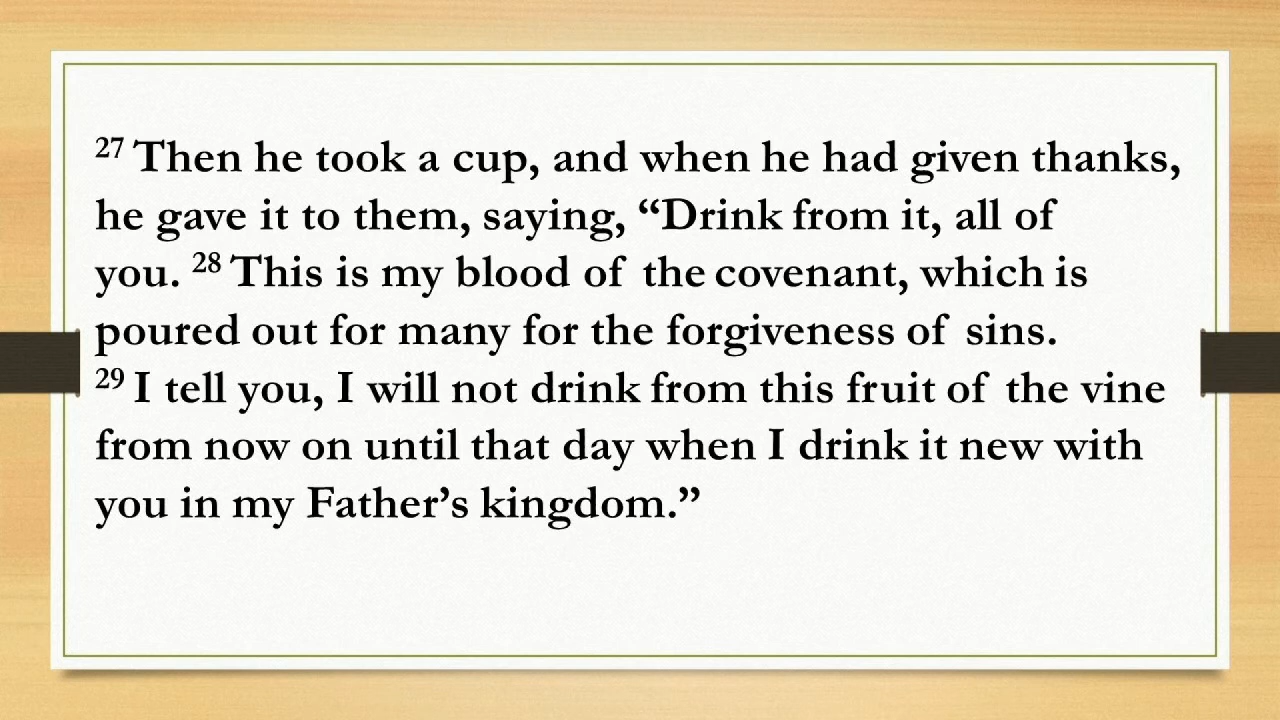 27 Then he took a cup, and when he had given thanks,
he gave it to them, saying, “Drink from it, all of
you. 28 This is my blood of the covenant, which is
poured out for many for the forgiveness of sins.
29 I tell you, I will not drink from this fruit of the vine
from now on until that day when I drink it new with
you in my Father’s kingdom.”